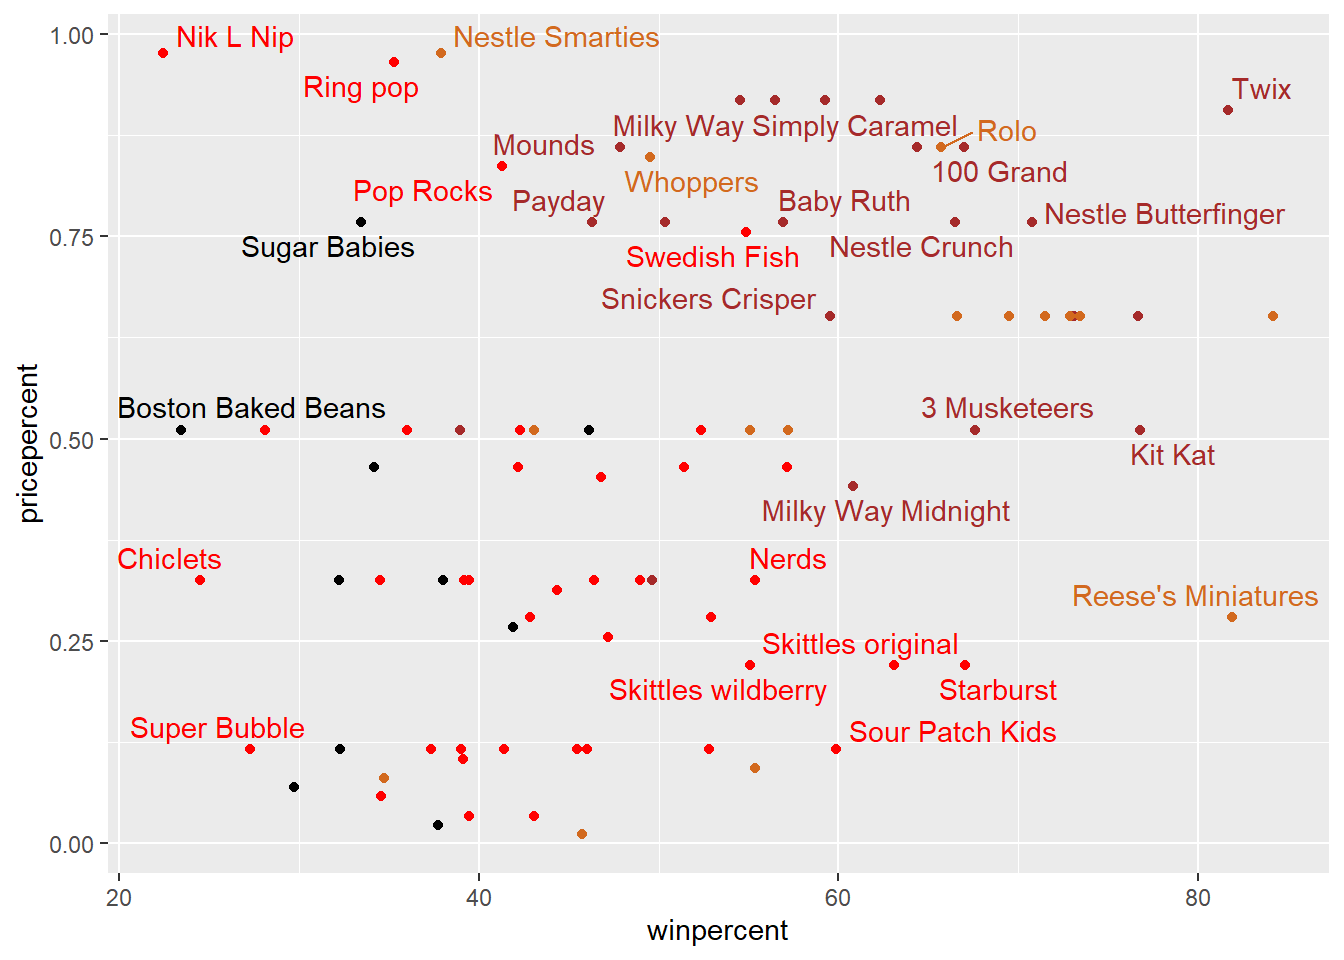 1.00
Nik L Nip
Nestle Smarties
Ring pop
Twix
Milky Way Simply Caramel
Rolo
Mounds
100 Grand
Whoppers
Pop Rocks
Payday
Baby Ruth
Nestle Butterfinger
0.75
Sugar Babies
Swedish Fish
Nestle Crunch
Snickers Crisper
Boston Baked Beans
3 Musketeers
0.50
Kit Kat
pricepercent
Milky Way Midnight
Chiclets
Nerds
Reese's Miniatures
0.25
Skittles original
Skittles wildberry
Starburst
Super Bubble
Sour Patch Kids
0.00
20
40
60
80
winpercent